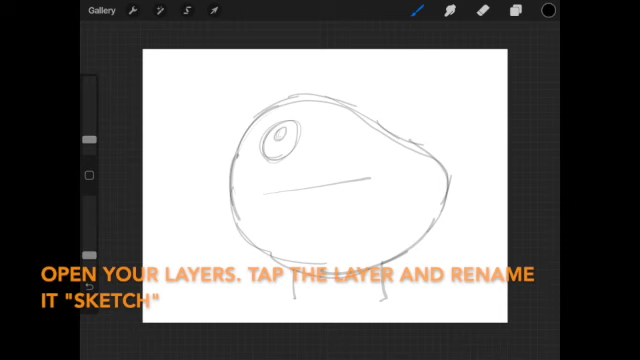 Gallery
OPEN YOUR LAYERS. TAP THE LAYER AND RENAME
IT "SKETCH"